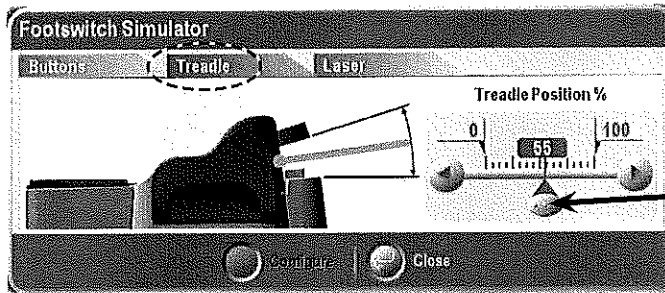 Footswitch Simulator
Buttons Treadle Laser
Treadle Position %
0 55 100
Configure Close